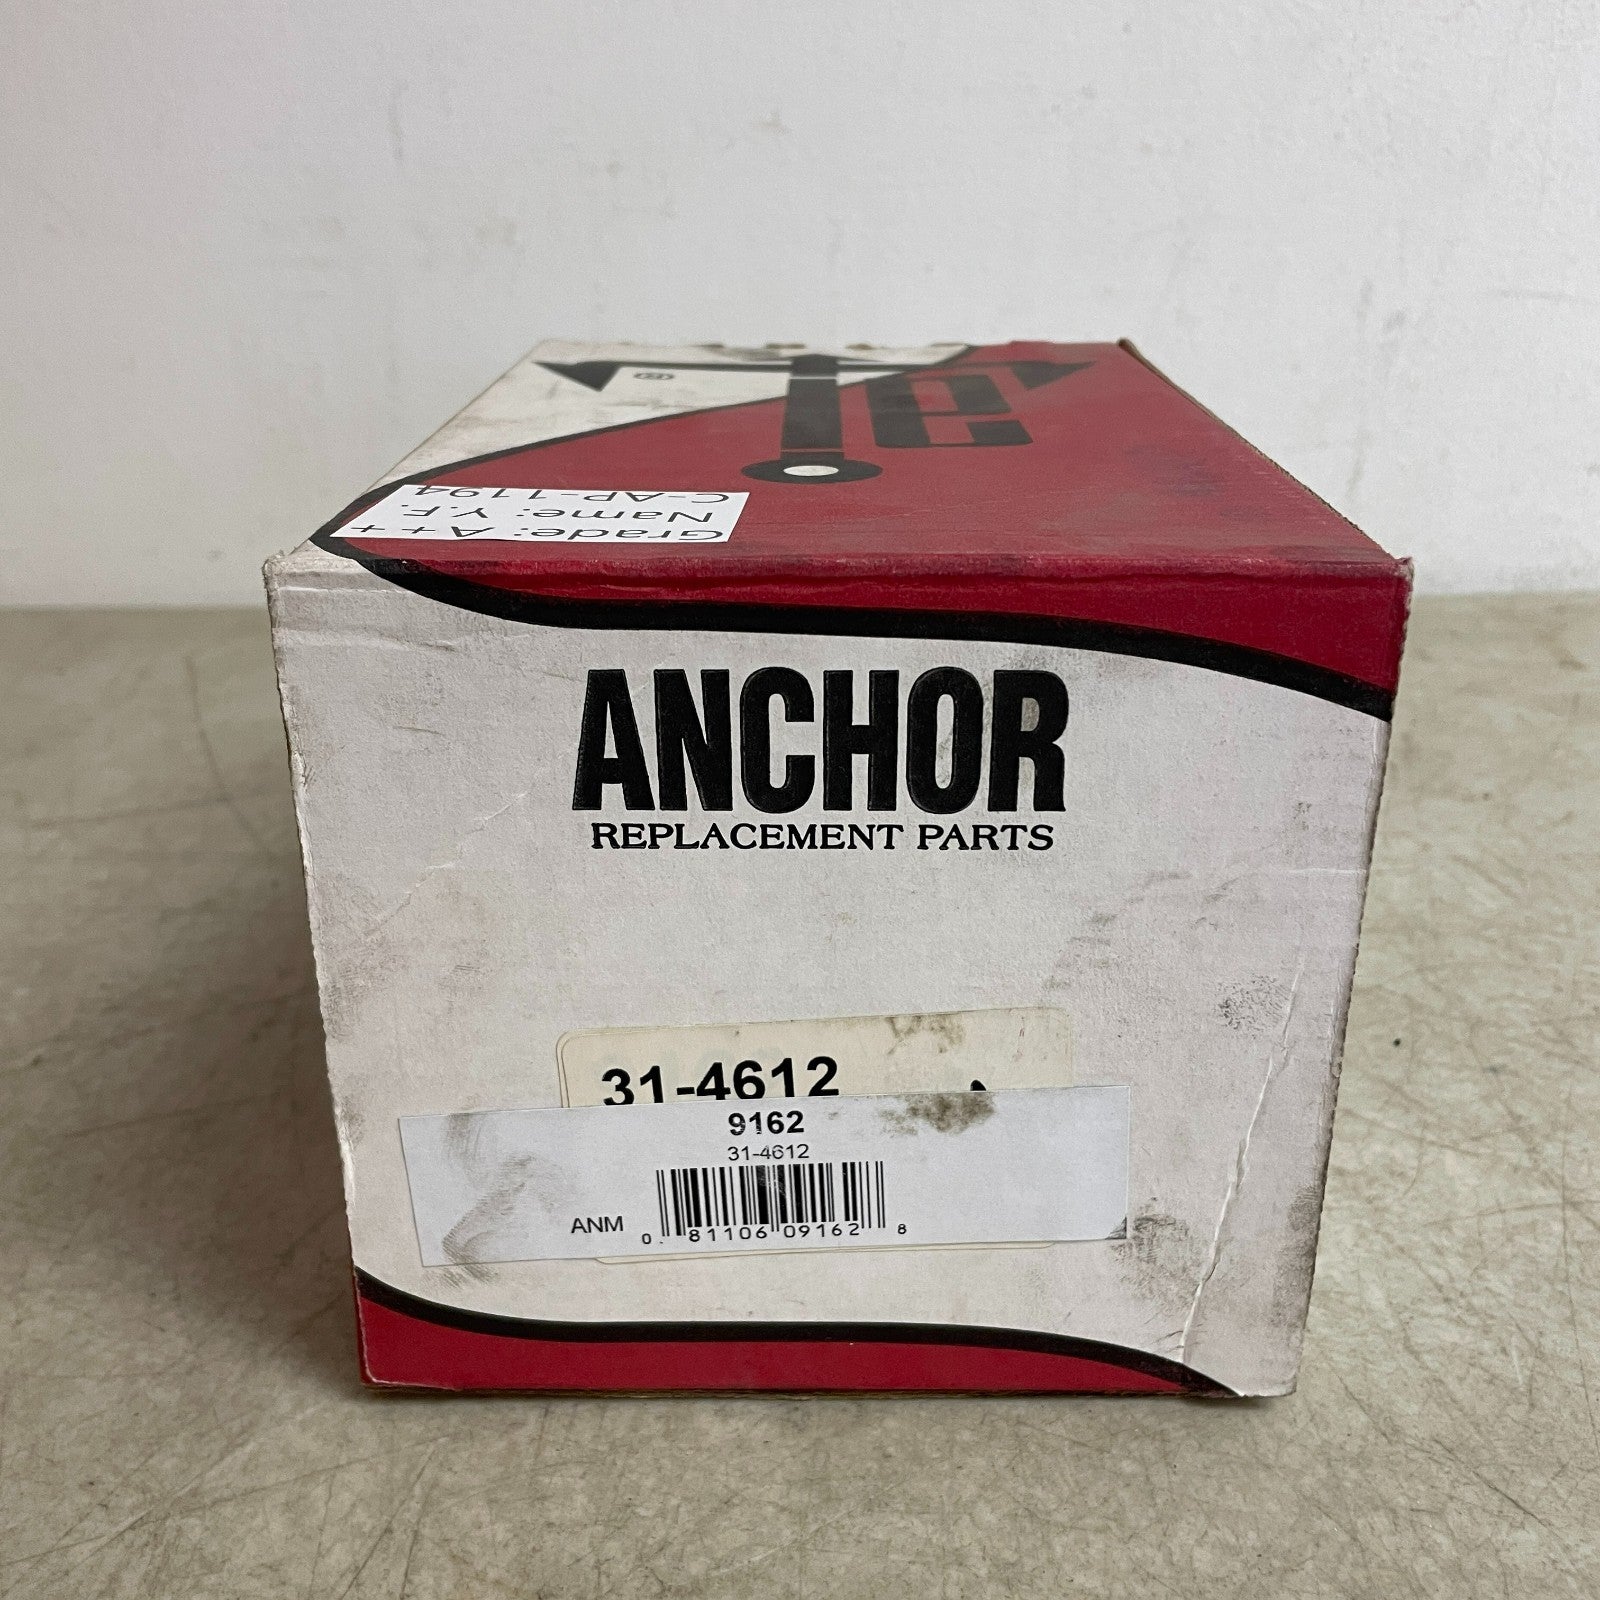 Grade: A++
Name: Y.F.
C-AP-1194
ANCHOR
REPLACEMENT PARTS
31-4612
9162
31-4612
ANM
0 81106 09162 8